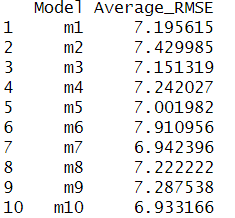 Model Average_RMSE
1 m1 7.195615
2 m2 7.429985
3 m3 7.151319
4 m4 7.242027
5 m5 7.001982
6 m6 7.910956
7 m7 6.942396
8 m8 7.222222
9 m9 7.287538
10 m10 6.933166